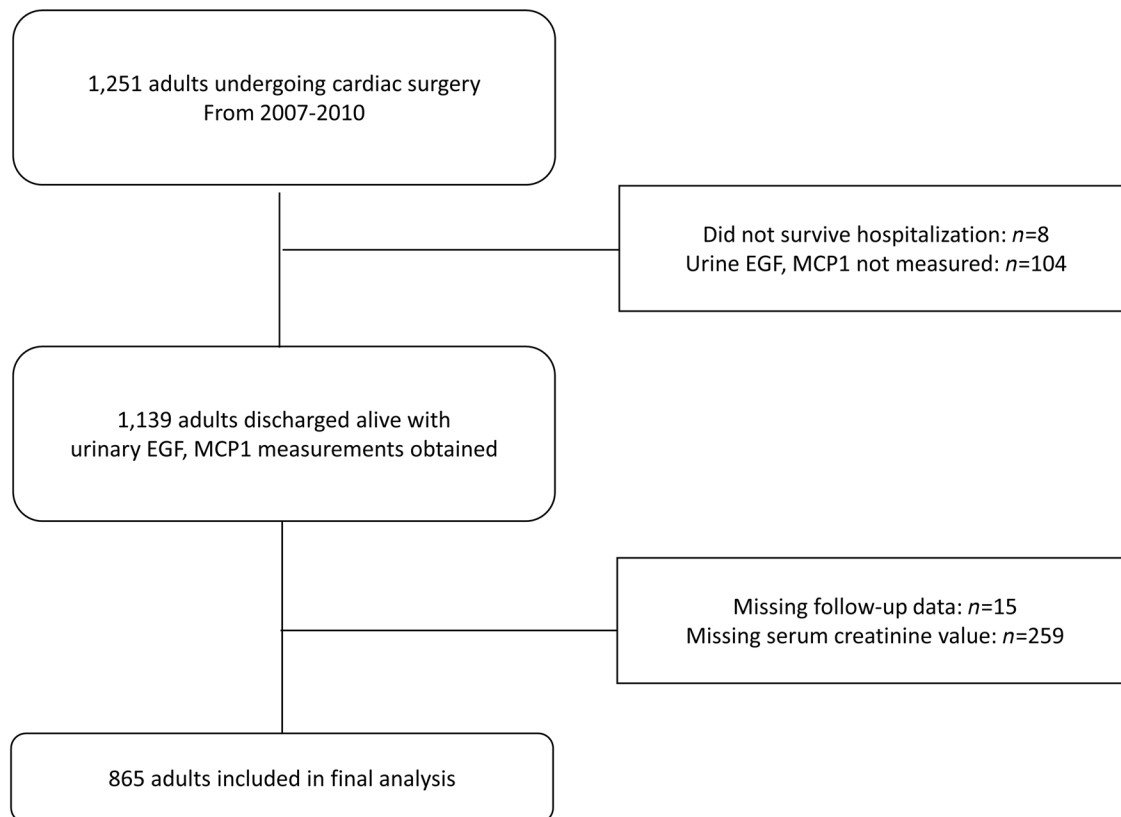 1,251 adults undergoing cardiac surgery
From 2007-2010
Did not survive hospitalization: n=8
Urine EGF, MCP1 not measured: n=104
1,139 adults discharged alive with
urinary EGF, MCP1 measurements obtained
Missing follow-up data: n=15
Missing serum creatinine value: n=259
865 adults included in final analysis